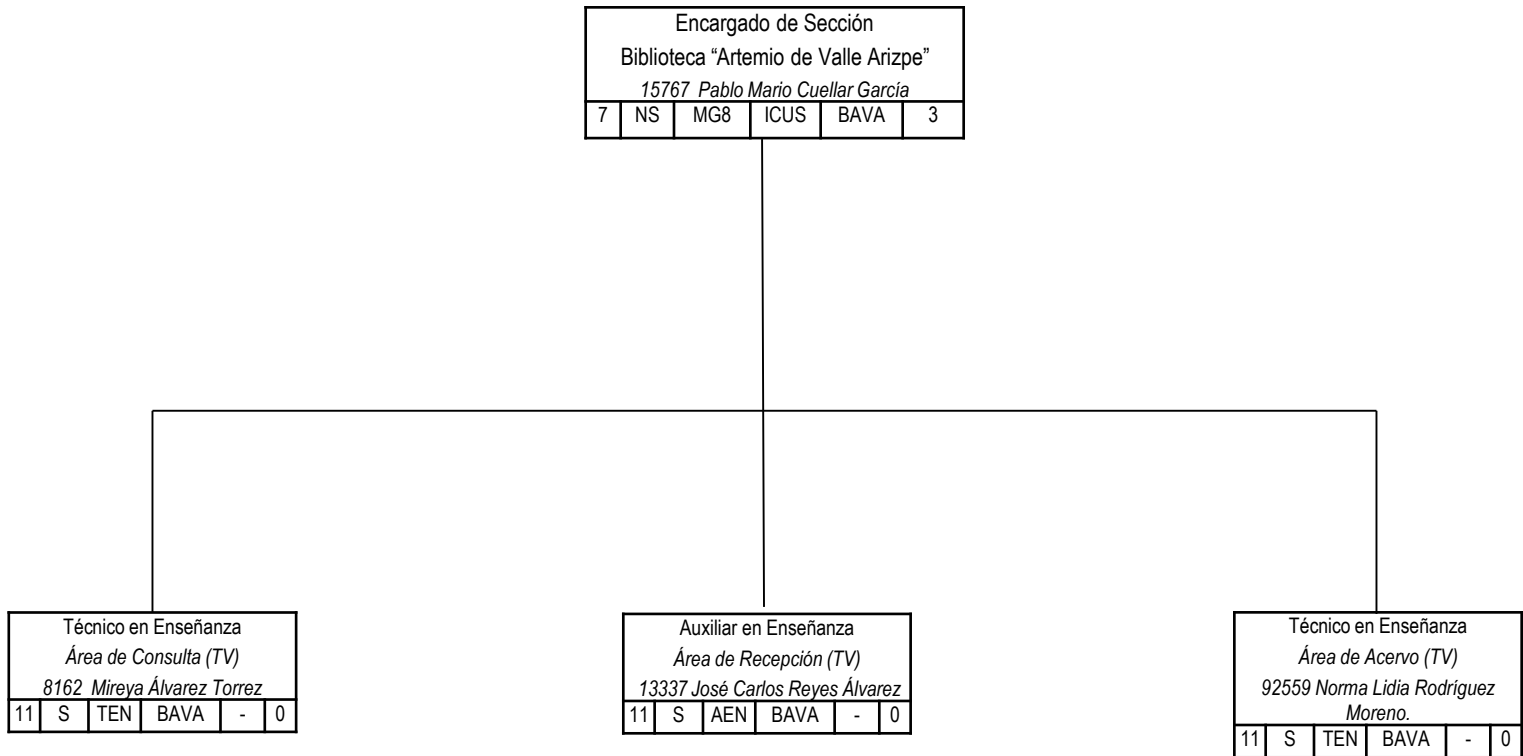 Encargado de Sección
Biblioteca “Artemio de Valle Arizpe”
15767 Pablo Mario Cuellar García
7 NS MG8 ICUS BAVA 3
Técnico en Enseñanza
Área de Consulta (TV)
8162 Mireya Álvarez Torrez
11 S TEN BAVA - 0
Auxiliar en Enseñanza
Área de Recepción (TV)
13337 José Carlos Reyes Álvarez
11 S AEN BAVA - 0
Técnico en Enseñanza
Área de Acervo (TV)
92559 Norma Lidia Rodríguez
Moreno.
11 S TEN BAVA - 0